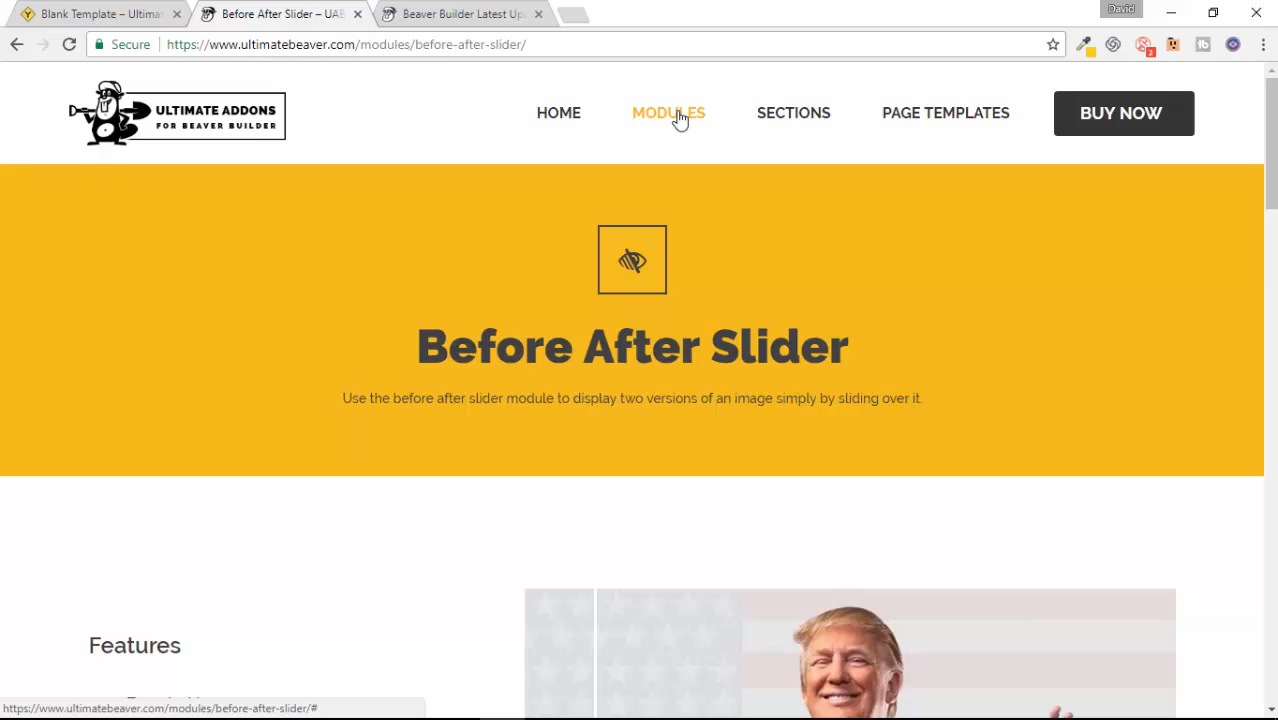 Blank Template – Ultima
Before After Slider – UAB
Beaver Builder Latest Up
David
Secure
https://www.ultimatebeaver.com/modules/before-after-slider/
2
ULTIMATE ADDONS
FOR BEAVER BUILDER
HOME
MODULES
SECTIONS
PAGE TEMPLATES
BUY NOW
Before After Slider
Use the before after slider module to display two versions of an image simply by sliding over it.
Features
https://www.ultimatebeaver.com/modules/before-after-slider/#